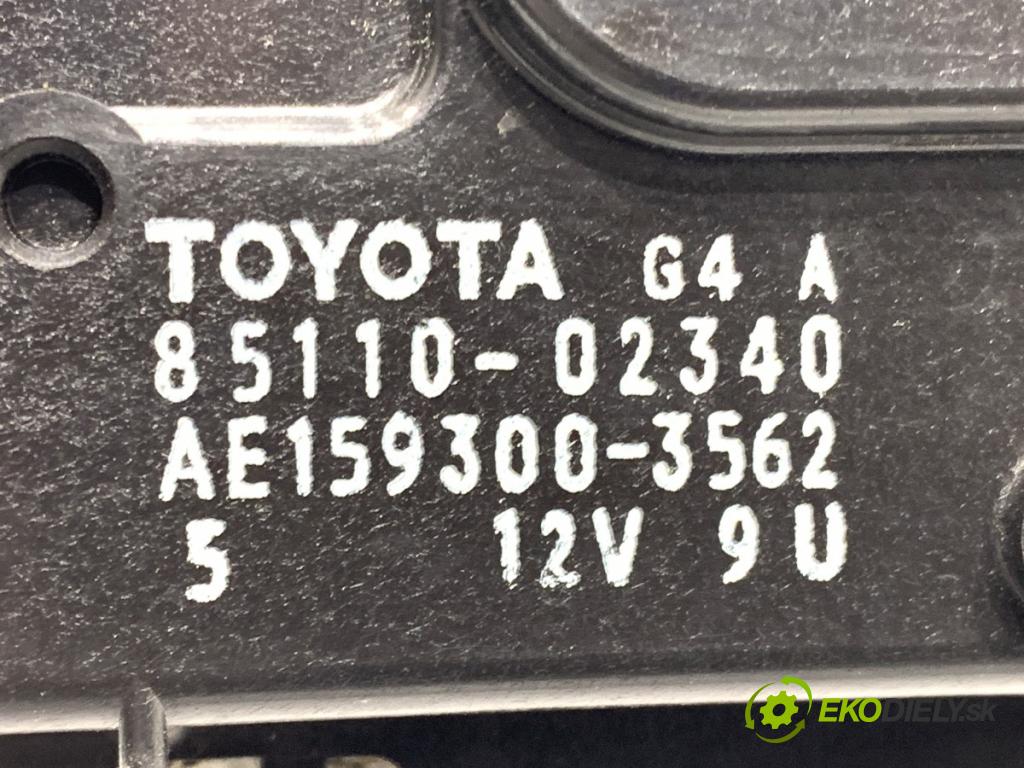 TOYOTA G4 A
85110-02340
AE159300-3562
5 12V 9U
EKODIELY.sk